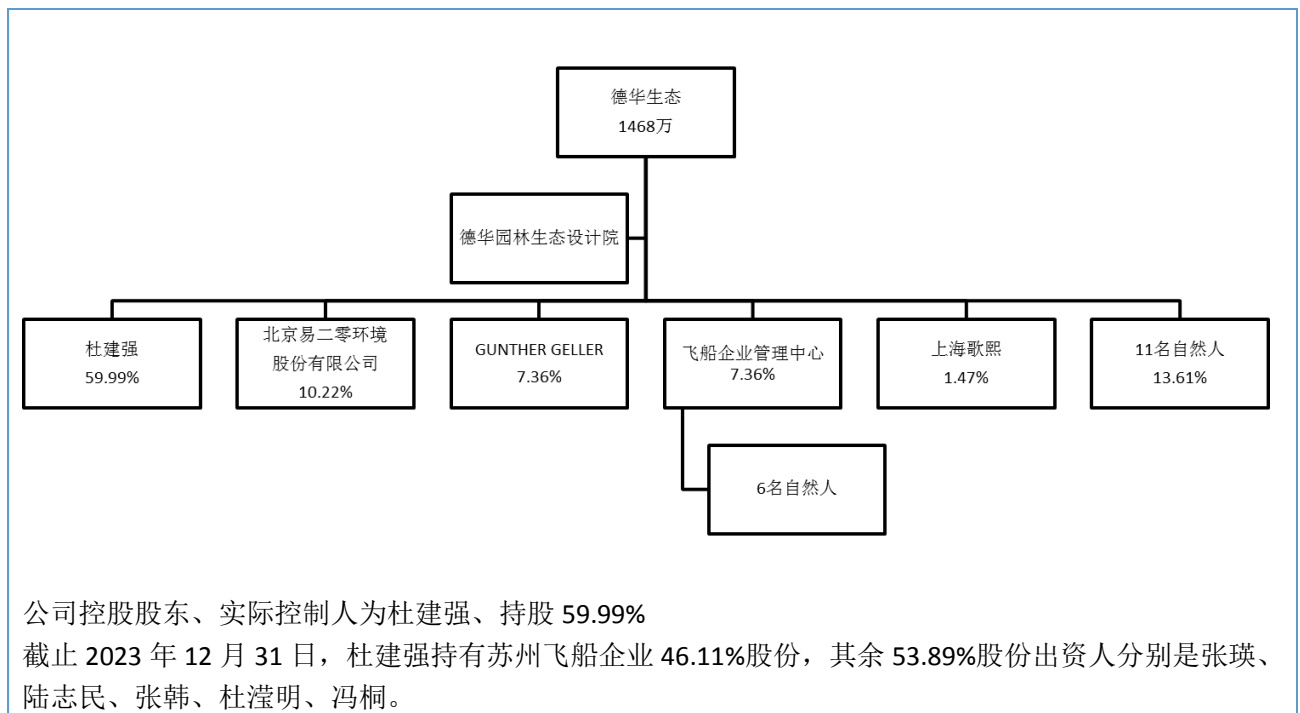 德华生态
1468万
德华园林生态设计院
杜建强
59.99%
北京易二零环境
股份有限公司
10.22%
GUNTHER GELLER
7.36%
飞船企业管理中心
7.36%
上海歌熙
1.47%
11名自然人
13.61%
6名自然人
公司控股股东、实际控制人为杜建强、持股 59.99%
截止 2023 年 12 月 31 日，杜建强持有苏州飞船企业 46.11%股份，其余 53.89%股份出资人分别是张瑛、
陆志民、张韩、杜滢明、冯桐。